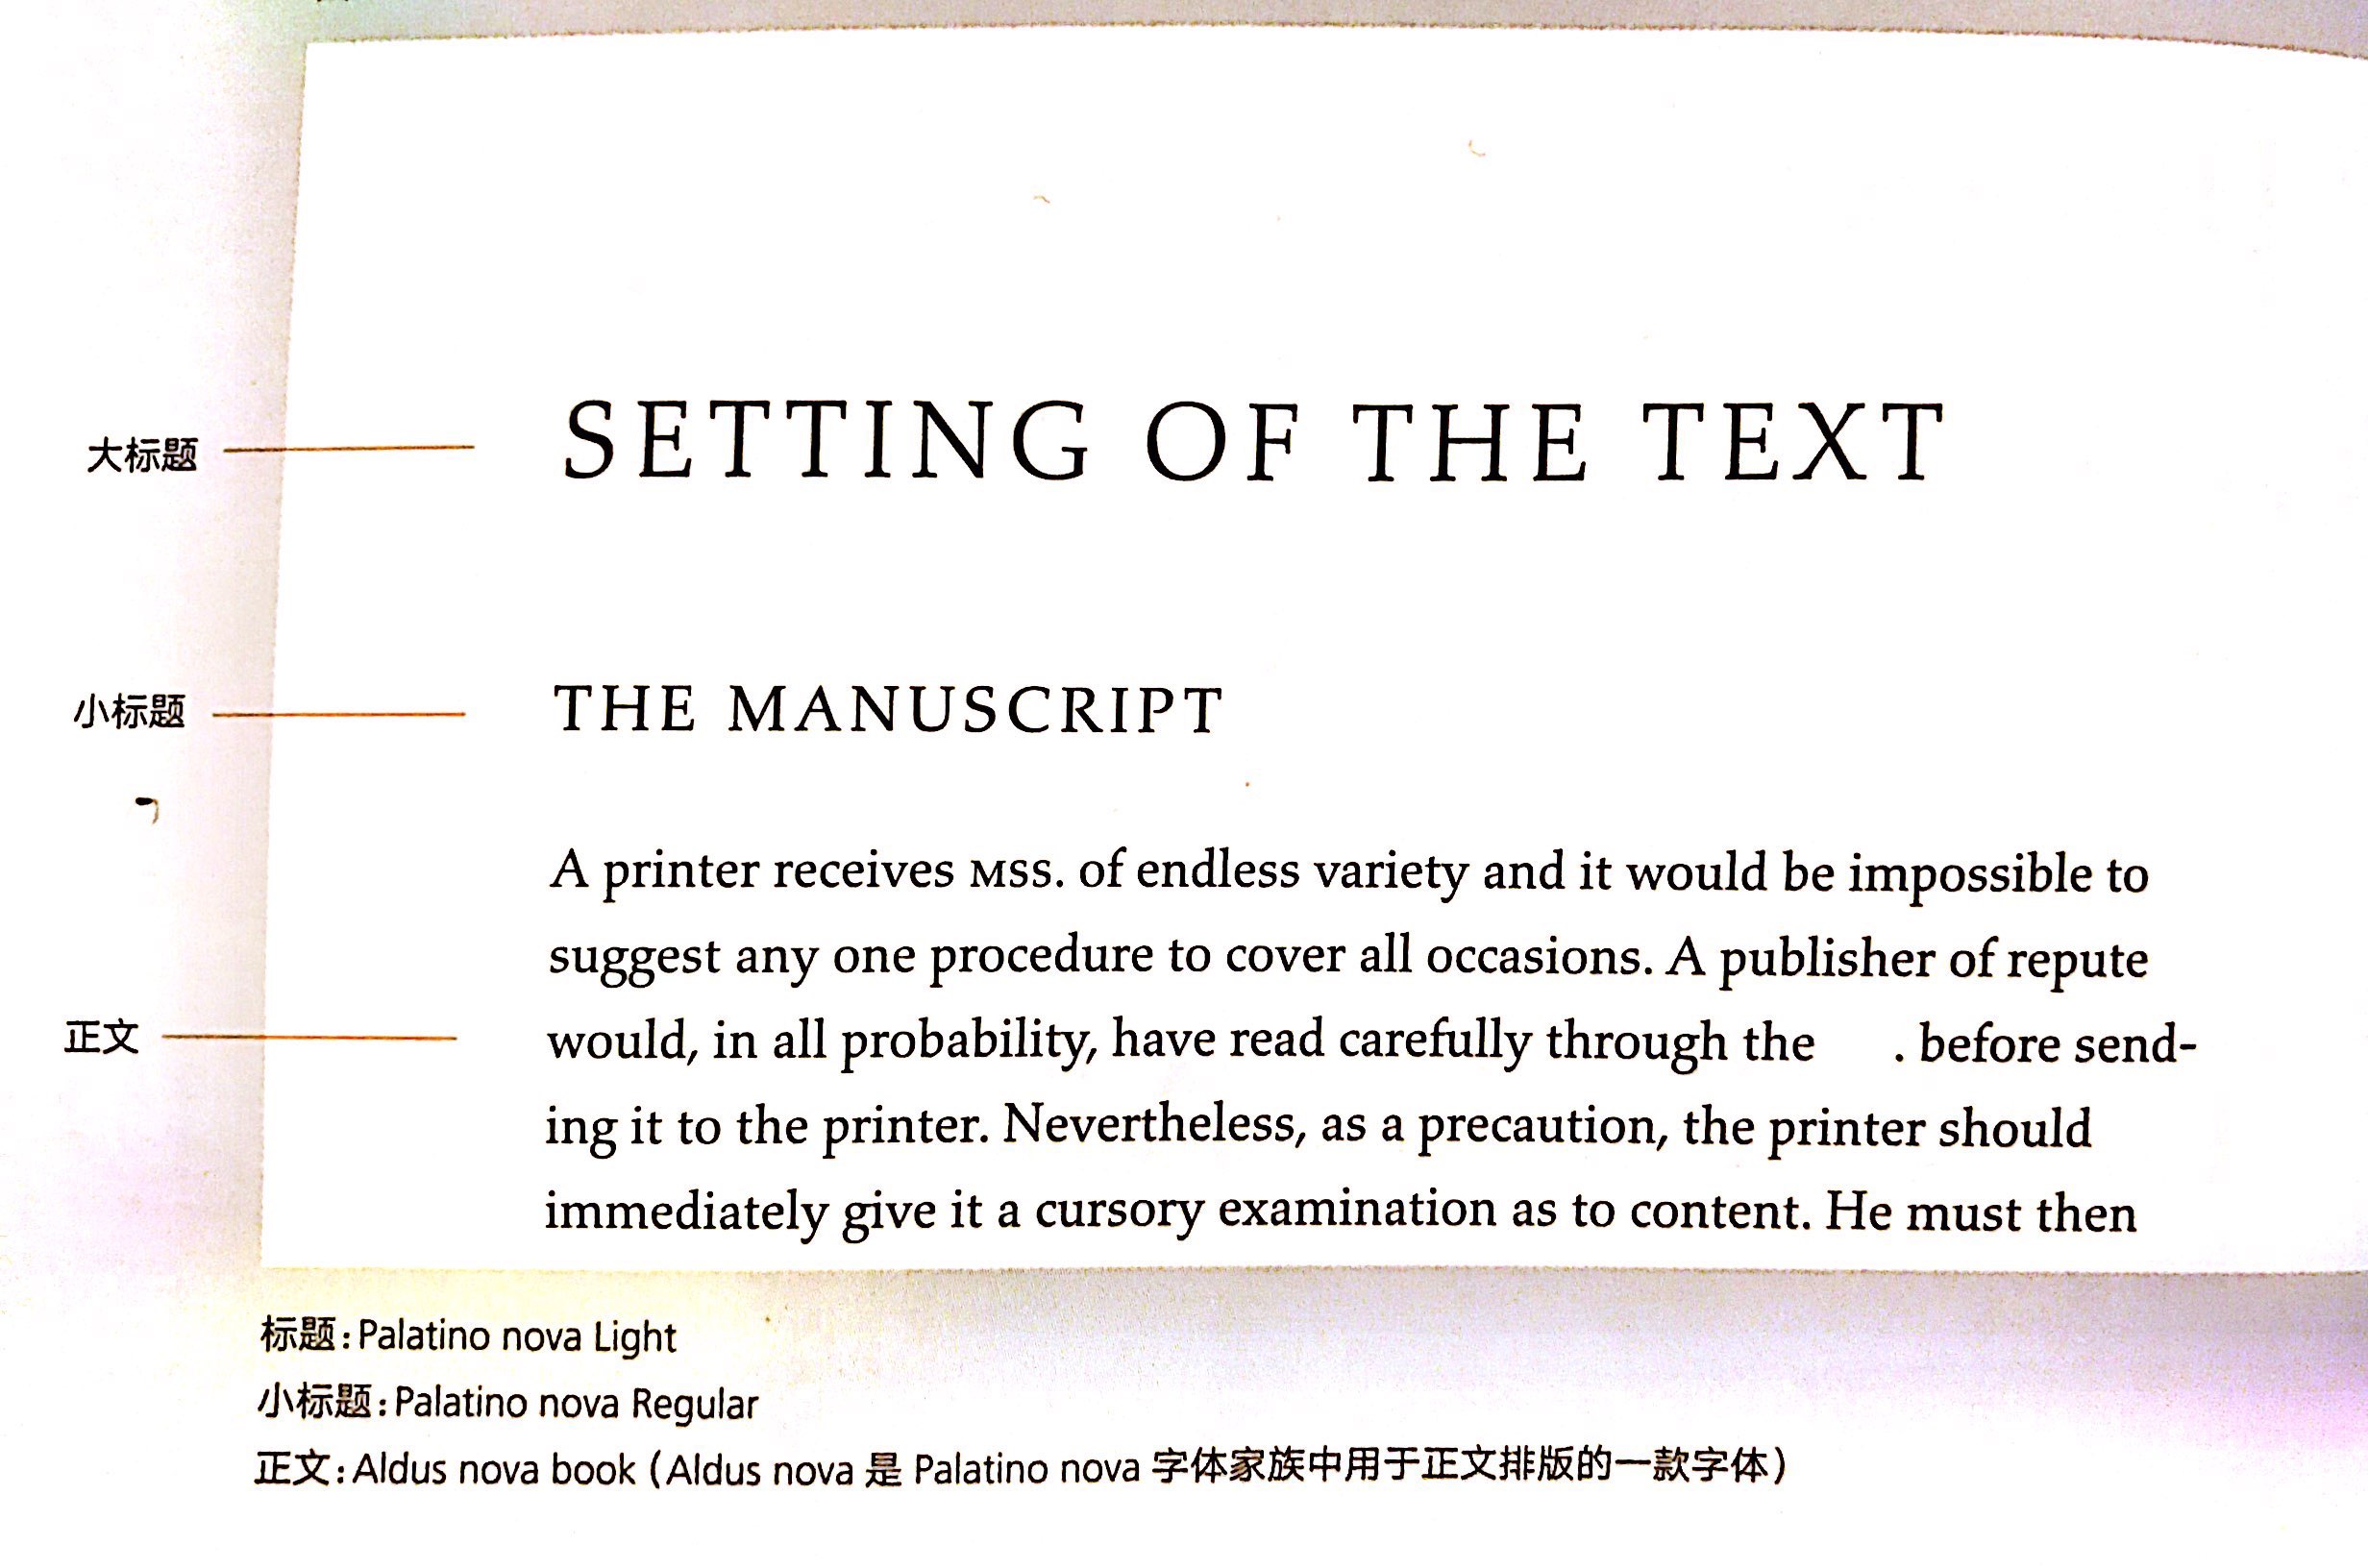 大标题
SETTING OF THE TEXT
小标题
THE MANUSCRIPT
A printer receives MSS. of endless variety and it would be impossible to
suggest any one procedure to cover all occasions. A publisher of repute
正文
would, in all probability, have read carefully through the . before send-
ing it to the printer. Nevertheless, as a precaution, the printer should
immediately give it a cursory examination as to content. He must then
标题：Palatino nova Light
小标题：Palatino nova Regular
正文：Aldus nova book（Aldus nova 是 Palatino nova 字体家族中用于正文排版的一款字体）